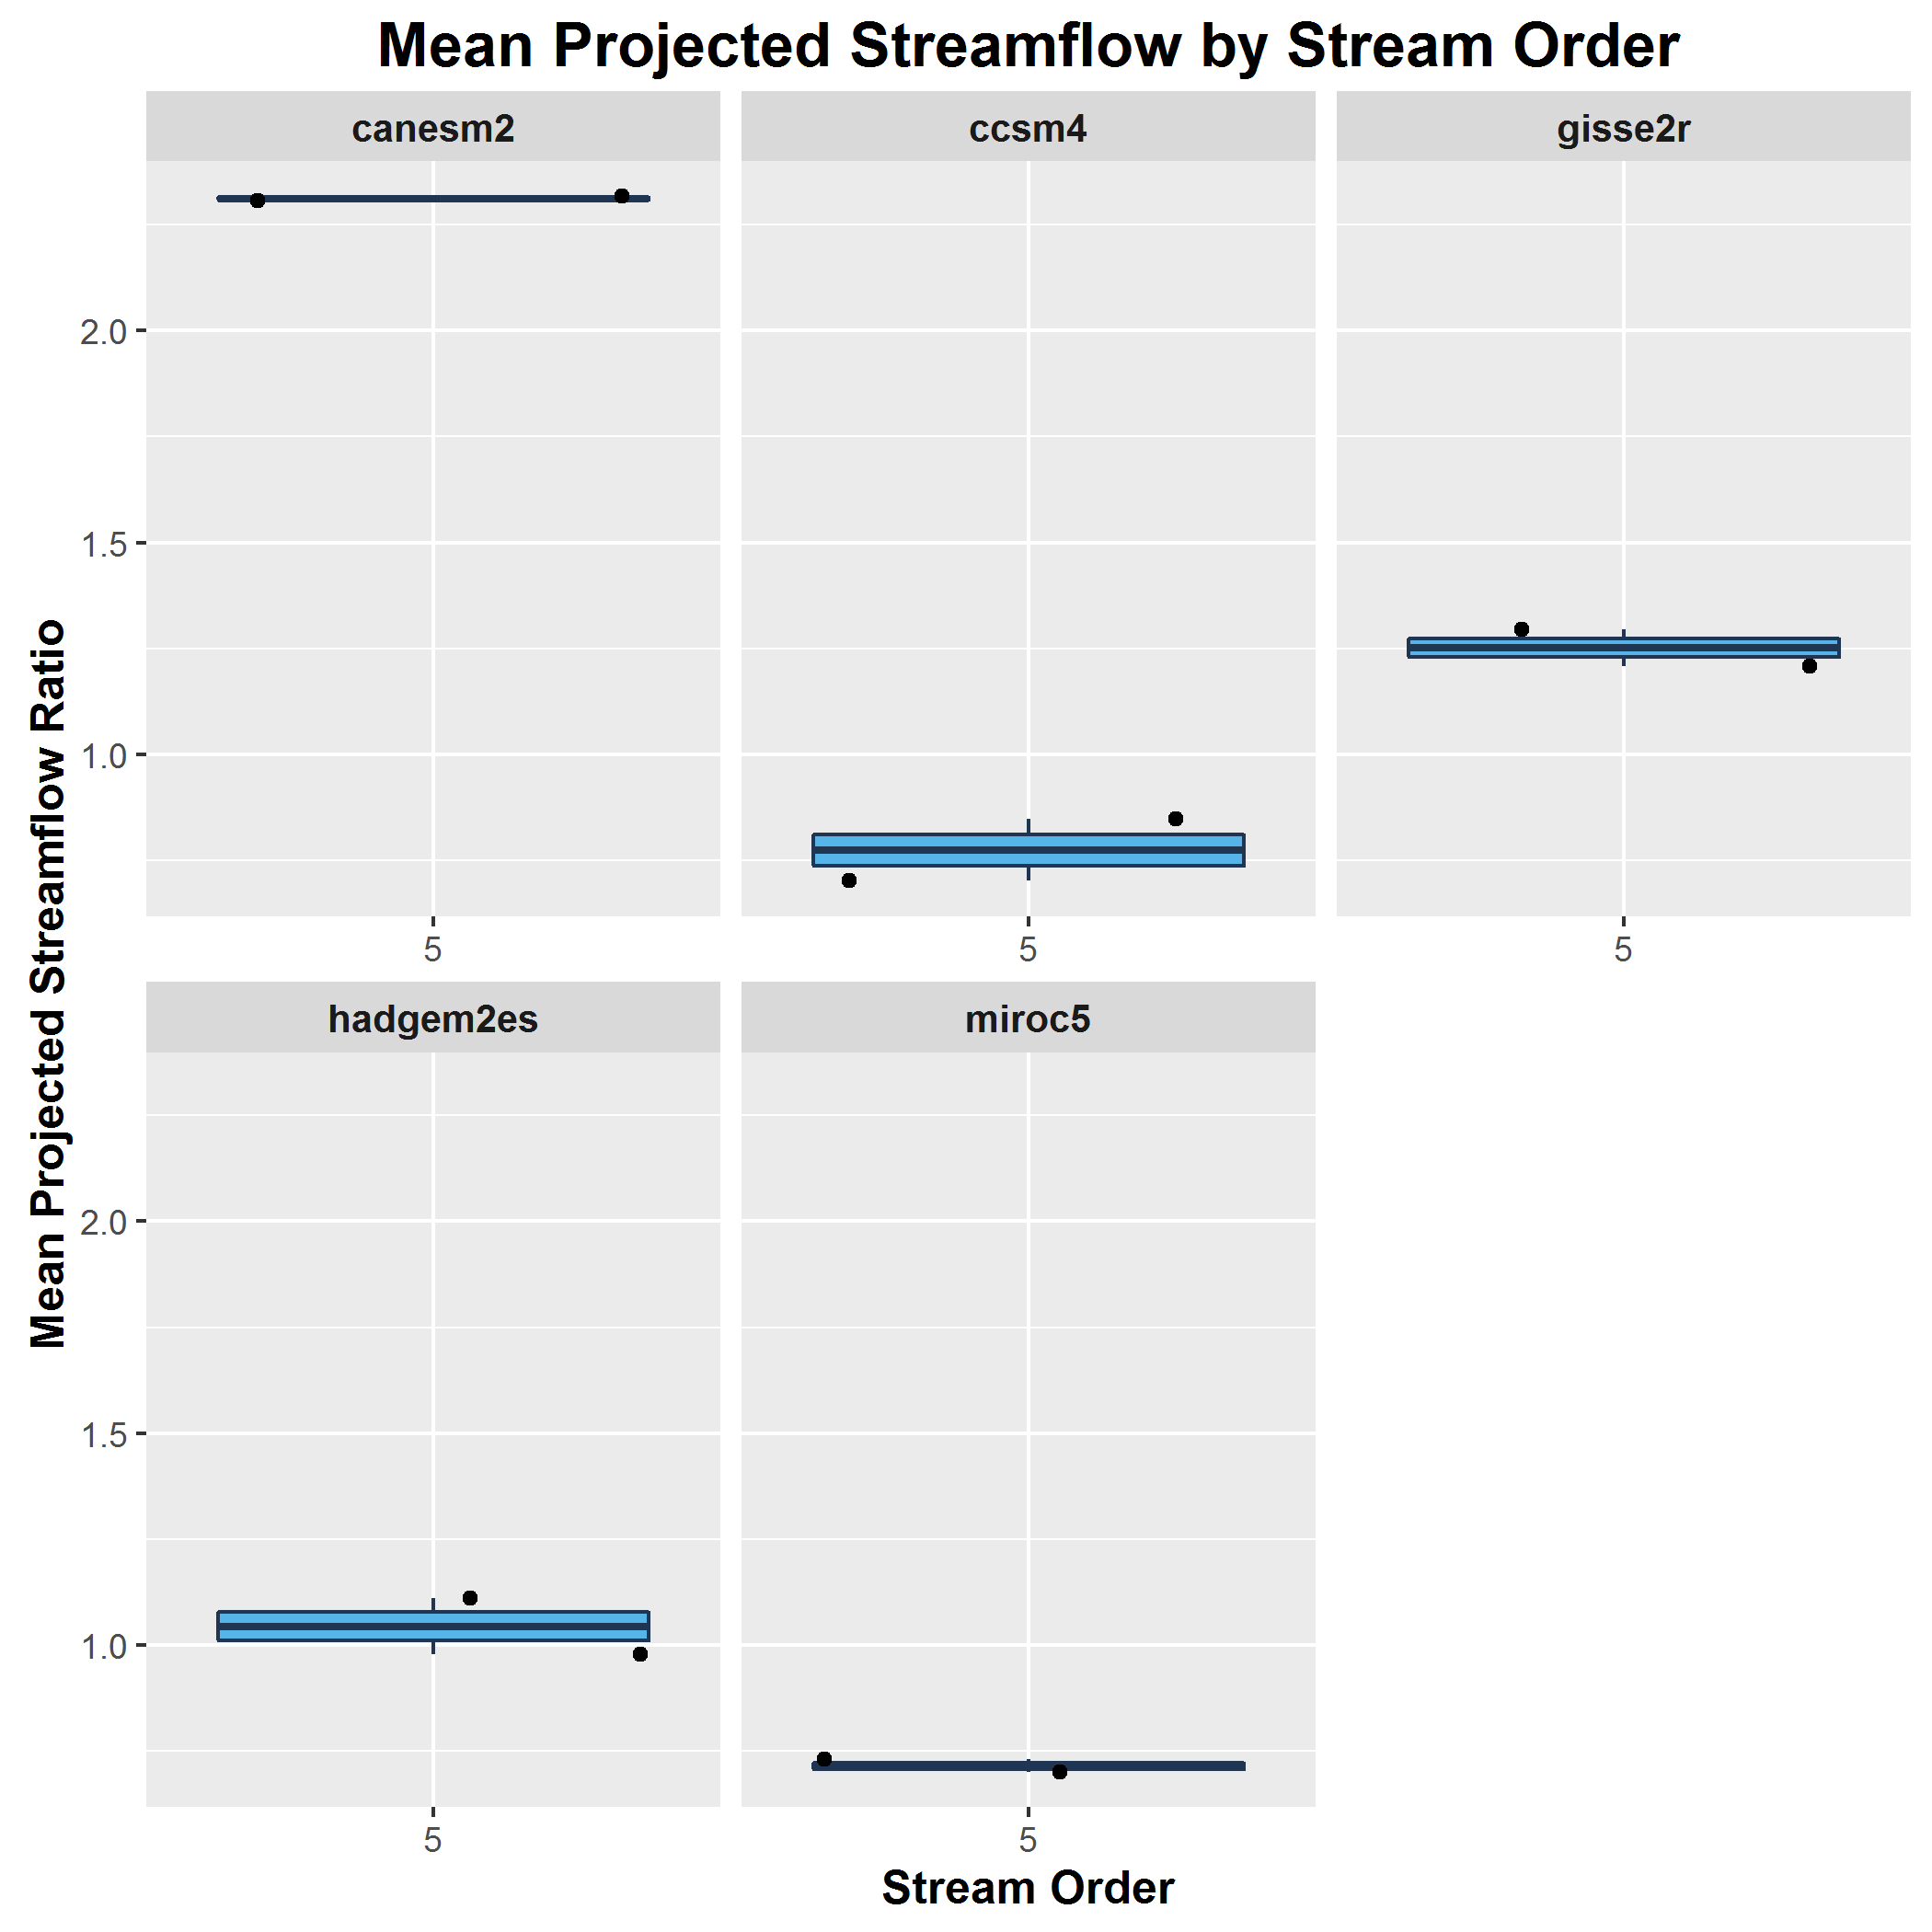 Mean Projected Streamflow by Stream Order
canesm2
ccsm4
gisse2r
2.0
1.5
1.0
5
5
5
Mean Projected Streamflow Ratio
hadgem2es
miroc5
2.0
1.5
1.0
5
5
Stream Order